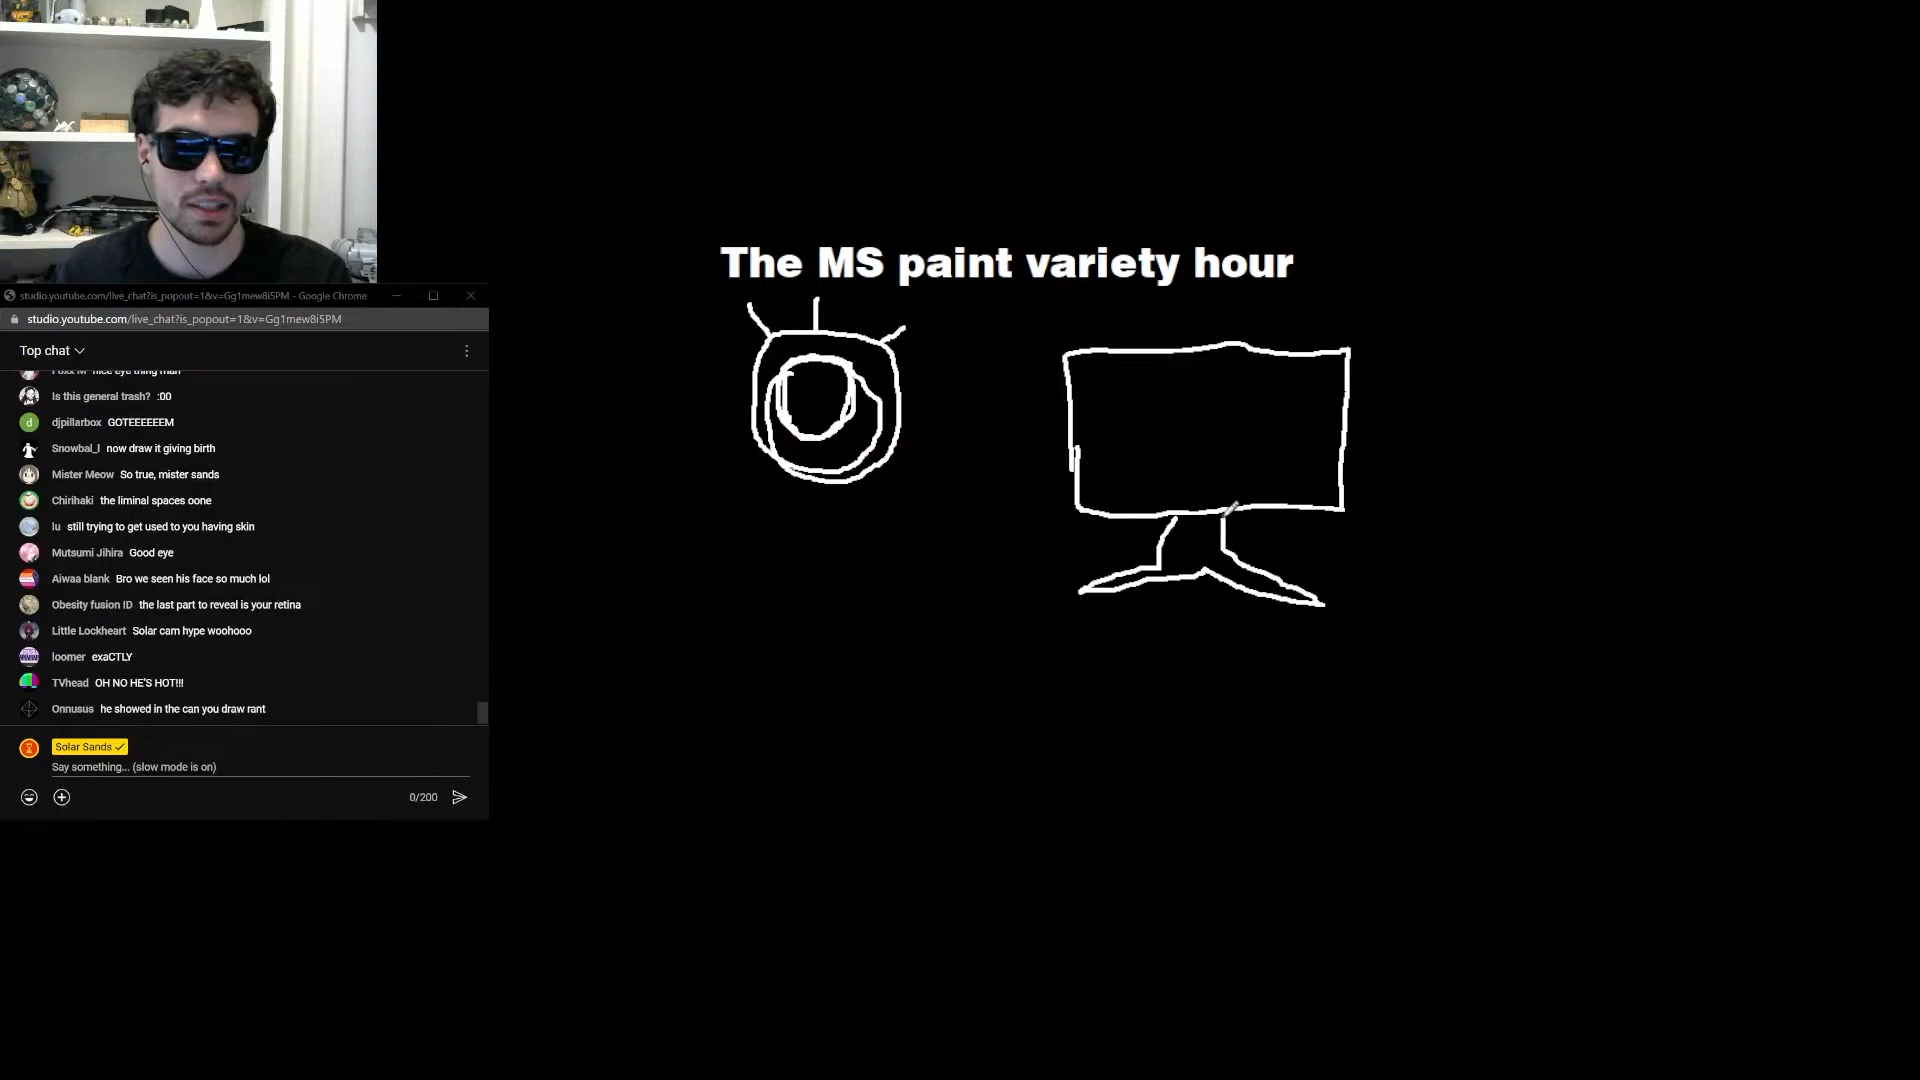 The MS paint variety hour
studio.youtube.com/live_chat?is_popout=1&v=Gg1mew8i5PM - Google Chrome
studio.youtube.com/live_chat?is_popout=1&v=Gg1mew8i5PM
Top chat
Foxx M nice eye thing man
Is this general trash? :00
djpillarbox GOTEEEEEEM
Snowbal_l now draw it giving birth
Mister Meow So true, mister sands
Chirihaki the liminal spaces oone
lu still trying to get used to you having skin
Mutsumi Jihira Good eye
Aiwaa blank Bro we seen his face so much lol
Obesity fusion ID the last part to reveal is your retina
Little Lockheart Solar cam hype woohooo
loomer exaCTLY
TVhead OH NO HE'S HOT!!!
Onnusus he showed in the can you draw rant
Solar Sands
Say something... (slow mode is on)
0/200